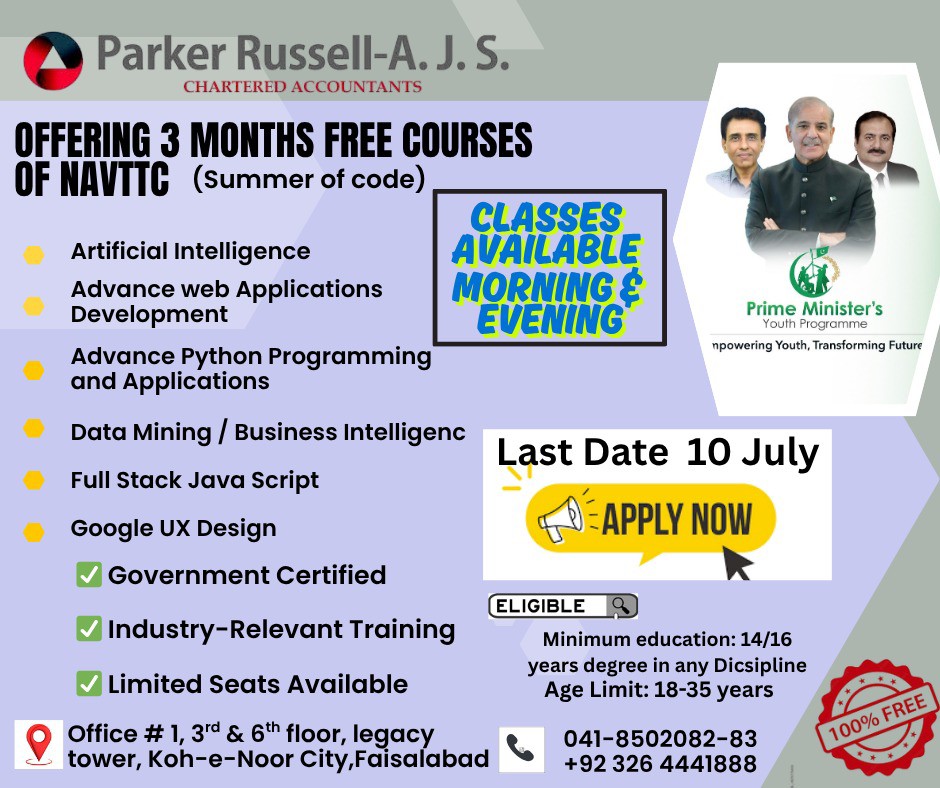 Parker Russell-A. J. S.
CHARTERED ACCOUNTANTS
OFFERING 3 MONTHS FREE COURSES
OF NAVTTC (Summer of code)
CLASSES
AVAILABLE
MORNING &
EVENING
Prime Minister's
Youth Programme
mpowering Youth, Transforming Future
Artificial Intelligence
Advance web Applications
Development
Advance Python Programming
and Applications
Data Mining / Business Intelligenc
Full Stack Java Script
Google UX Design
Government Certified
Industry-Relevant Training
Limited Seats Available
Last Date 10 July
APPLY NOW
ELIGIBLE
Minimum education: 14/16
years degree in any Dicsipline
Age Limit: 18-35 years
100% FREE
Office # 1, 3rd & 6th floor, legacy
tower, Koh-e-Noor City,Faisalabad
041-8502082-83
+92 326 4441888